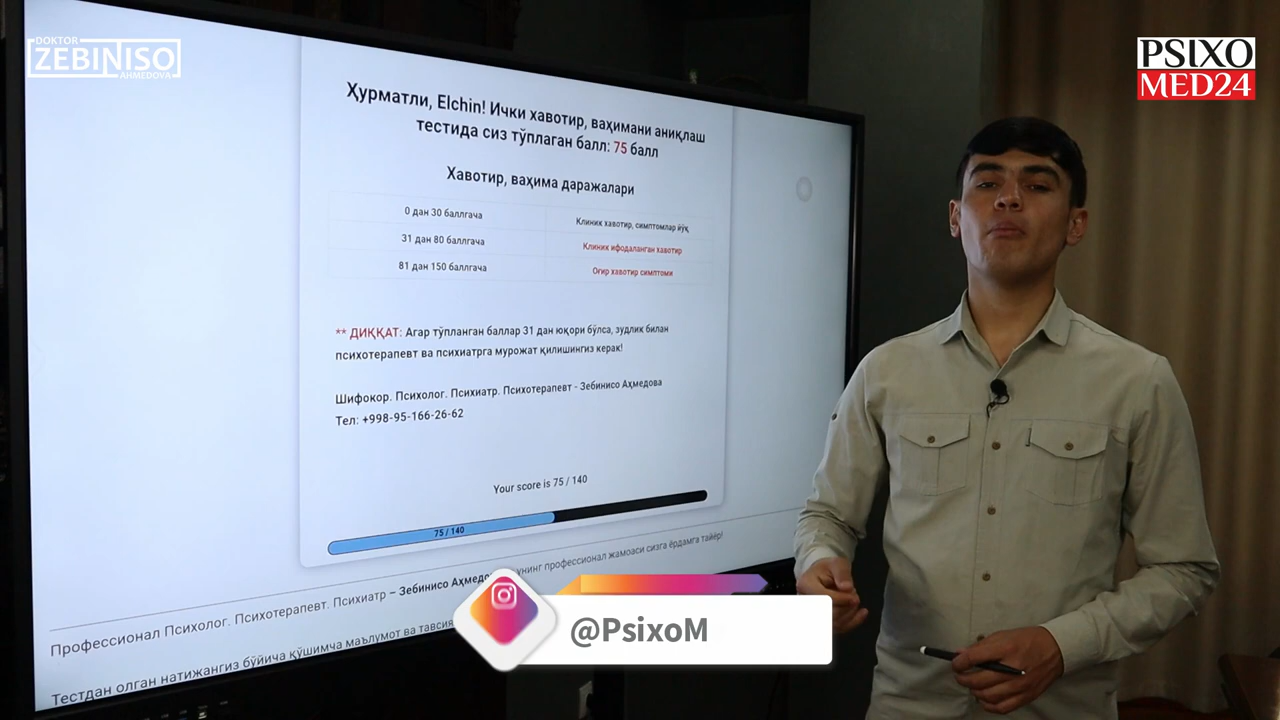 DOKTOR
ZEBINISO
AHMEDOVA
PSIXO
MED24
Ҳурматли, Elchin! Ички хавотир, ваҳимани аниқлаш
тестида сиз тўплаган балл: 75 балл
Хавотир, ваҳима даражалари
0 дан 30 баллгача
Клиник хавотир, симптомлар йўқ
31 дан 80 баллгача
Клиник ифодаланган хавотир
81 дан 150 баллгача
Оғир хавотир симптоми
** ДИҚҚАТ: Агар тўпланган баллар 31 дан юқори бўлса, зудлик билан
психотерапевт ва психиатрга мурожат қилишингиз керак!
Шифокор. Психолог. Психиатр. Психотерапевт - Зебинисо Аҳмедова
Тел: +998-95-166-26-62
Your score is 75 / 140
75 / 140
Профессионал Психолог. Психотерапевт. Психиатр – Зебинисо Аҳмедо унинг профессионал жамоаси сизга ёрдамга тайёр!
Тестдан олган натижангиз бўйича қўшимча маълумот ва
@PsixoM